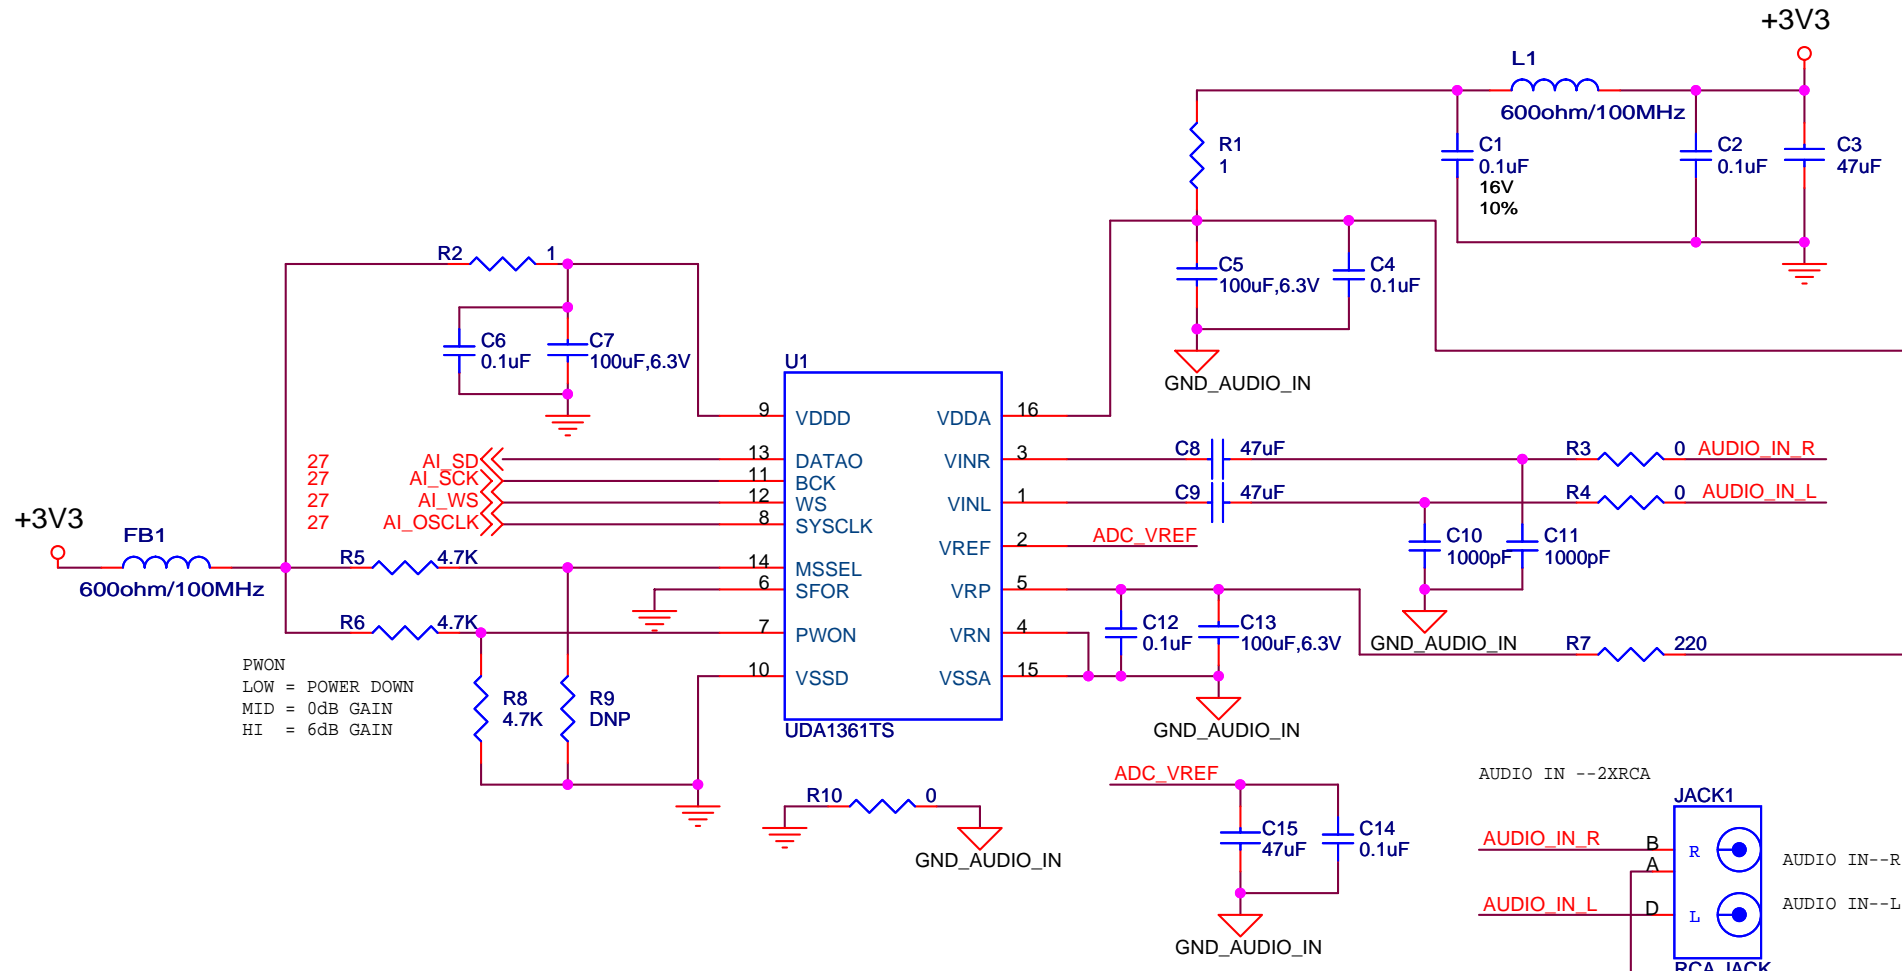 +3V3
L1
600ohm/100MHz
R1
1
C1
0.1uF
16V
10%
C2
0.1uF
C3
47uF
R2 1
C5
100uF,6.3V
C4
0.1uF
GND_AUDIO_IN
C6
0.1uF
C7
100uF,6.3V
U1
9 VDDD
VDDA 16
27 AI_SD 13 DATAO
27 AI_SCK 11 BCK
27 AI_WS 12 WS
27 AI_OSCLK 8 SYSCLK
VINR 3 C8 47uF R3 0 AUDIO_IN_R
VINL 1 C9 47uF R4 0 AUDIO_IN_L
VREF 2 ADC_VREF
C10
1000pF
C11
1000pF
GND_AUDIO_IN
+3V3
FB1
600ohm/100MHz
R5 4.7K 14 MSSEL
6 SFOR
R6 4.7K 7 PWON
10 VSSD
VRP 5
VRN 4
VSSA 15
C12
0.1uF
C13
100uF,6.3V
R7 220
GND_AUDIO_IN
PWON
LOW = POWER DOWN
MID = 0dB GAIN
HI = 6dB GAIN
R8
4.7K
R9
DNP
UDA1361TS
R10 0
GND_AUDIO_IN
ADC_VREF
C15
47uF
C14
0.1uF
GND_AUDIO_IN
AUDIO IN --2XRCA
JACK1
AUDIO_IN_R B R
A
AUDIO IN--R
AUDIO_IN_L D L
AUDIO IN--L
RCA JACK